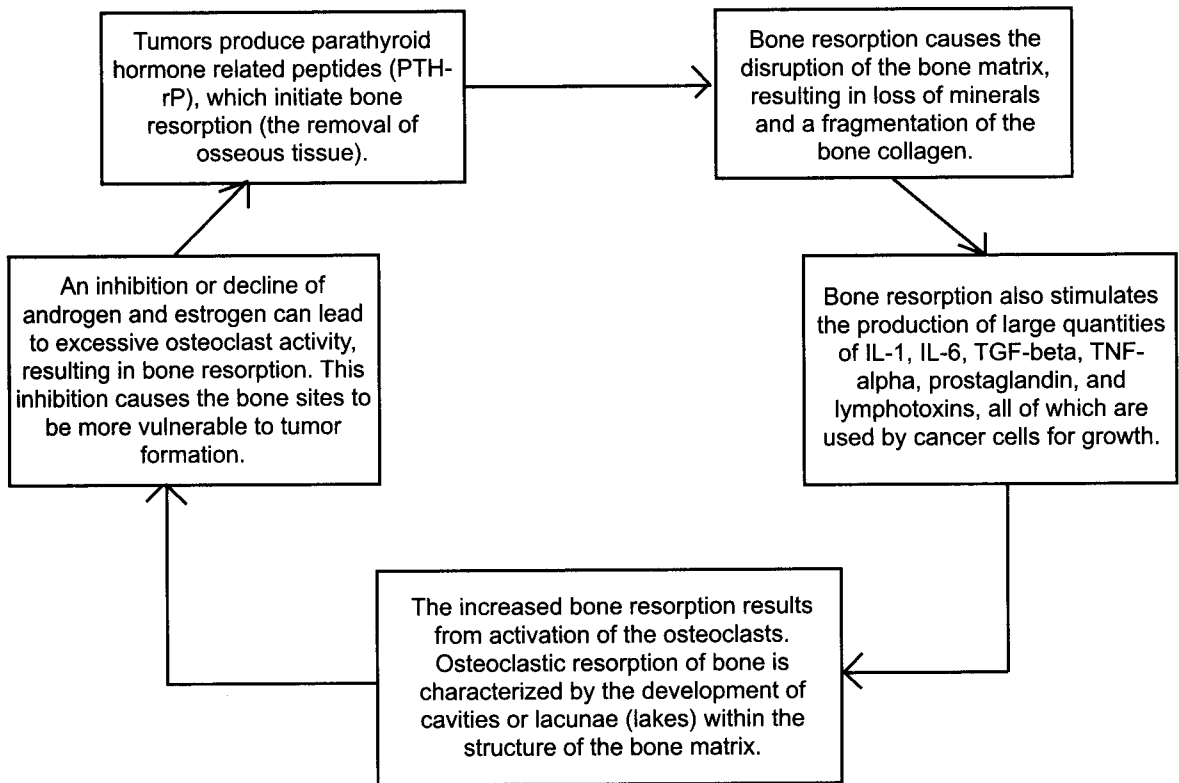 Tumors produce parathyroid
hormone related peptides (PTH-
rP), which initiate bone
resorption (the removal of
osseous tissue).
Bone resorption causes the
disruption of the bone matrix,
resulting in loss of minerals
and a fragmentation of the
bone collagen.
Bone resorption also stimulates
the production of large quantities
of IL-1, IL-6, TGF-beta, TNF-
alpha, prostaglandin, and
lymphotoxins, all of which are
used by cancer cells for growth.
The increased bone resorption results
from activation of the osteoclasts.
Osteoclastic resorption of bone is
characterized by the development of
cavities or lacunae (lakes) within the
structure of the bone matrix.
An inhibition or decline of
androgen and estrogen can lead
to excessive osteoclast activity,
resulting in bone resorption. This
inhibition causes the bone sites to
be more vulnerable to tumor
formation.